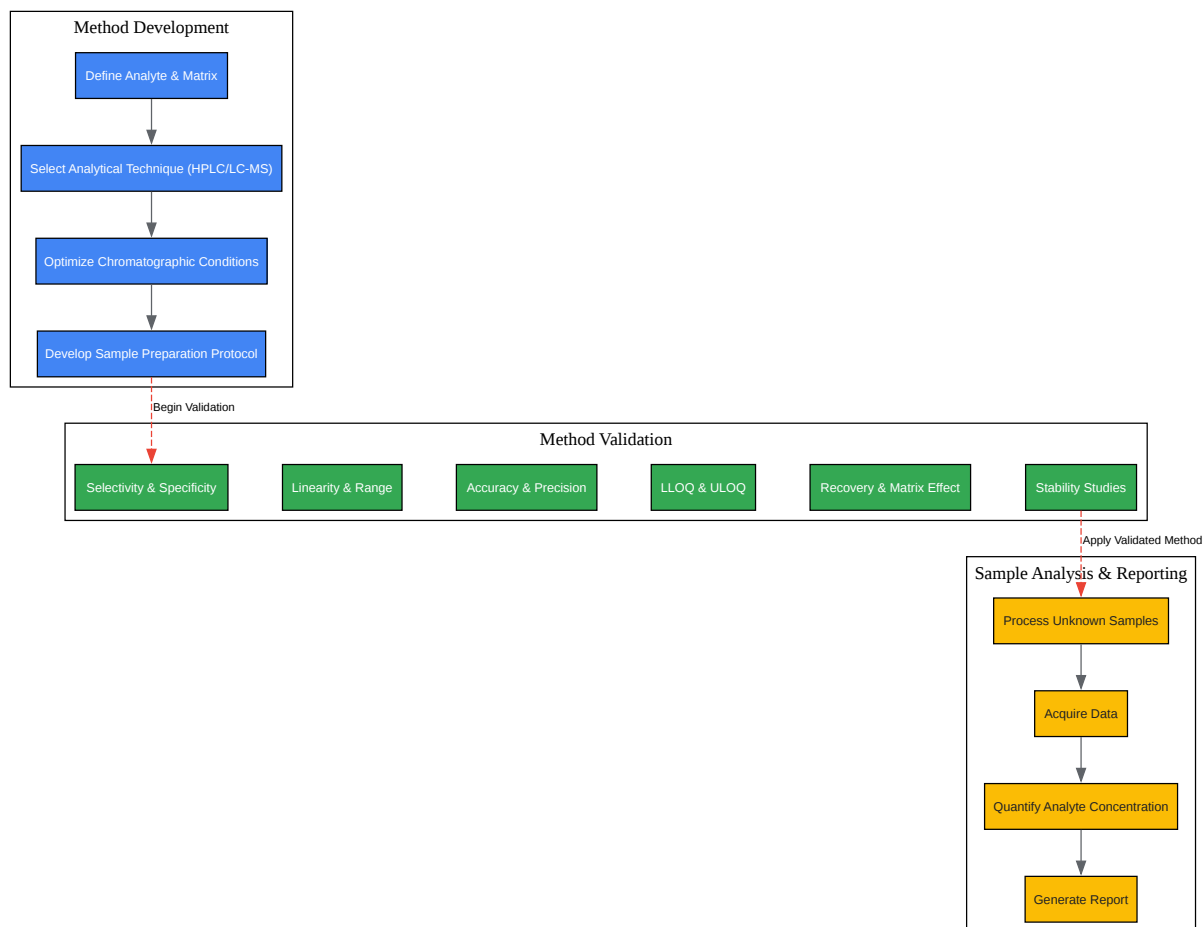 Method Development
Define Analyte & Matrix
Select Analytical Technique (HPLC/LC-MS)
Optimize Chromatographic Conditions
Develop Sample Preparation Protocol
Begin Validation
Method Validation
Selectivity & Specificity
Linearity & Range
Accuracy & Precision
LLOQ & ULOQ
Recovery & Matrix Effect
Stability Studies
Apply Validated Method
Sample Analysis & Reporting
Process Unknown Samples
Acquire Data
Quantify Analyte Concentration
Generate Report